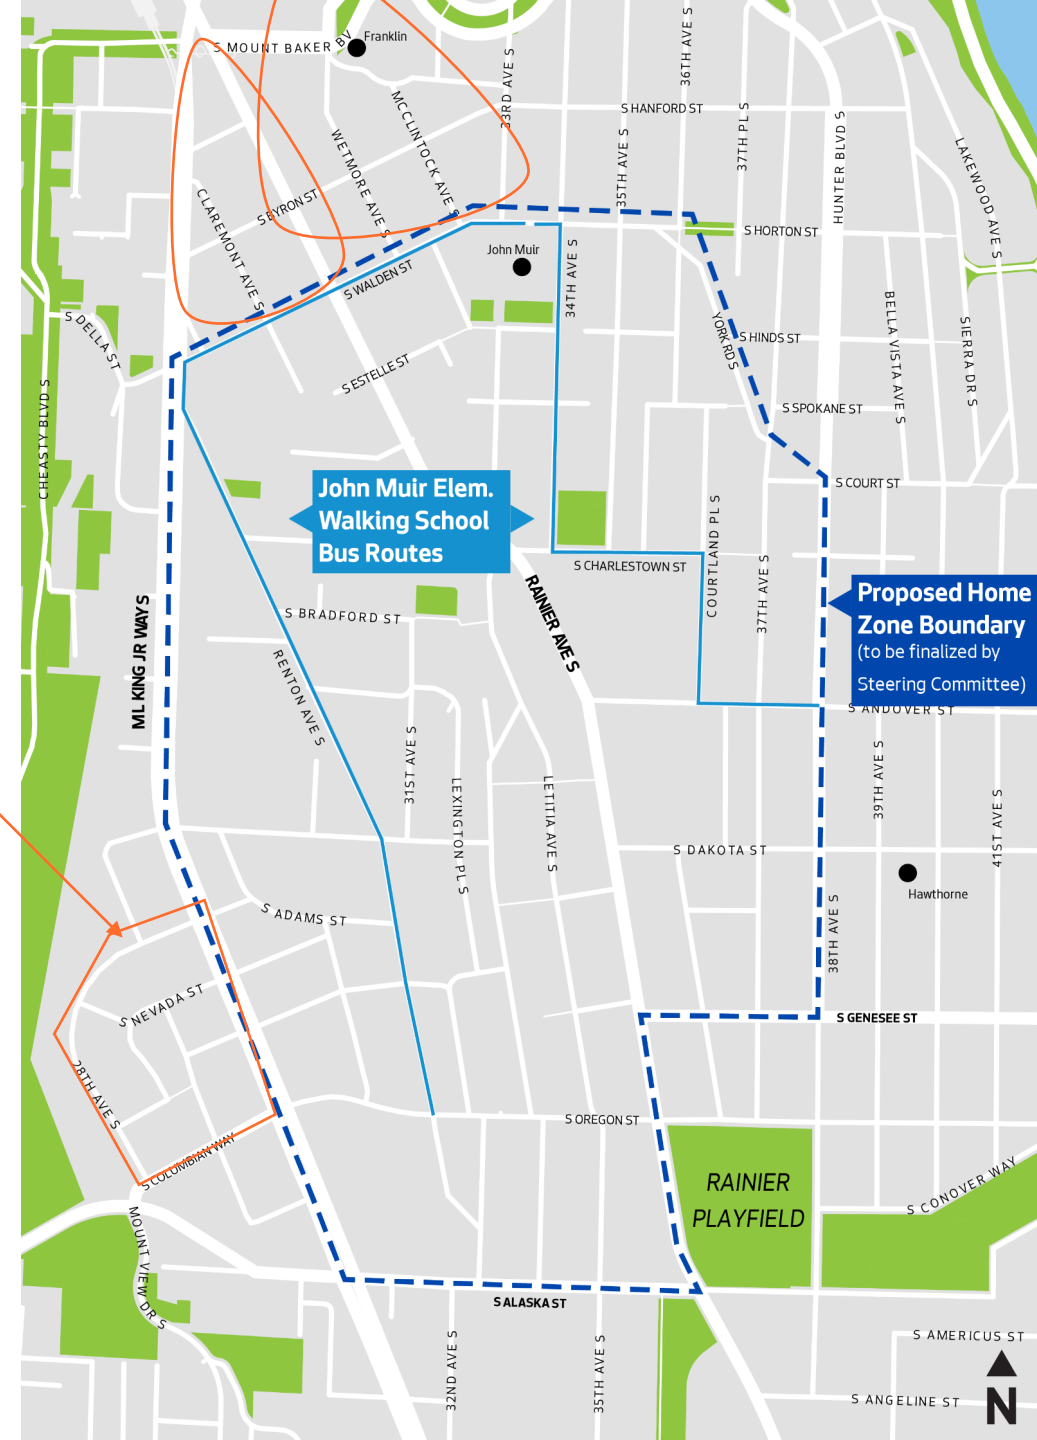 Franklin
S MOUNT BAKER BV
33RD AVE S
36TH AVE S
S HANFORD ST
MCCLINTOCK AVE S
WETMORE AVE S
35TH AVE S
37TH PL S
HUNTER BLVD S
LAKEWOOD AVE S
CLAREMONT AVE S
S BYRON ST
S HORTON ST
John Muir
S WALDEN ST
34TH AVE S
S DELLA ST
YORK RD S
S HINDS ST
BELLA VISTA AVE S
SIERRA DR S
S ESTELLE ST
CHEASTY BLVD S
S SPOKANE ST
John Muir Elem.
Walking School
Bus Routes
S COURT ST
COURTLAND PL S
S CHARLESTOWN ST
37TH AVE S
RAINIER AVE S
Proposed Home
Zone Boundary
(to be finalized by
Steering Committee)
S BRADFORD ST
ML KING JR WAY S
RENTON AVE S
S ANDOVER ST
31ST AVE S
LEXINGTON PL S
LETITIA AVE S
39TH AVE S
41ST AVE S
S DAKOTA ST
Hawthorne
S ADAMS ST
38TH AVE S
S NEVADA ST
S GENESEE ST
28TH AVE S
S OREGON ST
S COLUMBIAN WAY
RAINIER
PLAYFIELD
S CONOVER WAY
MOUNT VIEW DR S
S ALASKA ST
32ND AVE S
35TH AVE S
S AMERICUS ST
S ANGELINE ST
N